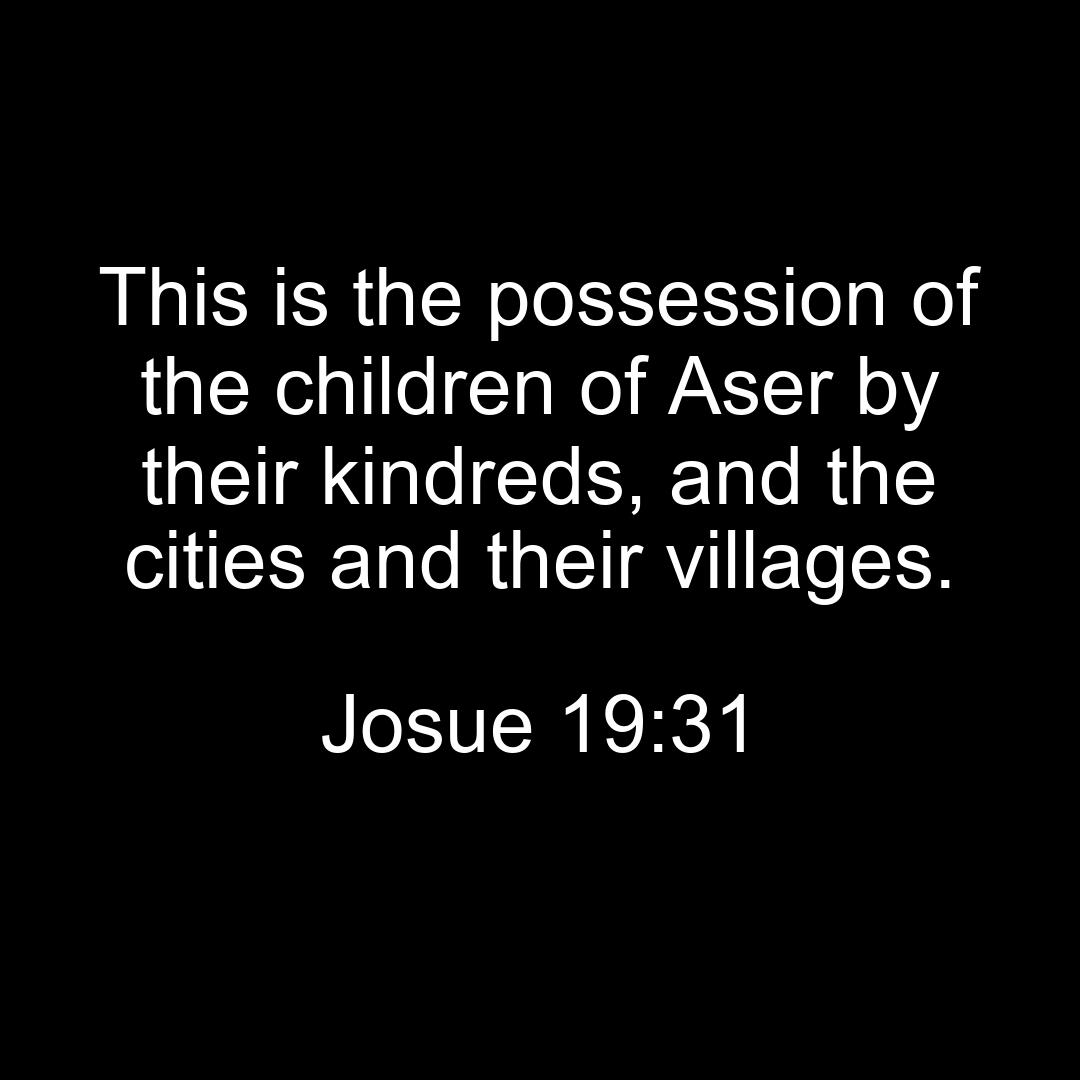 This is the possession of
the children of Aser by
their kindreds, and the
cities and their villages.
Josue 19:31